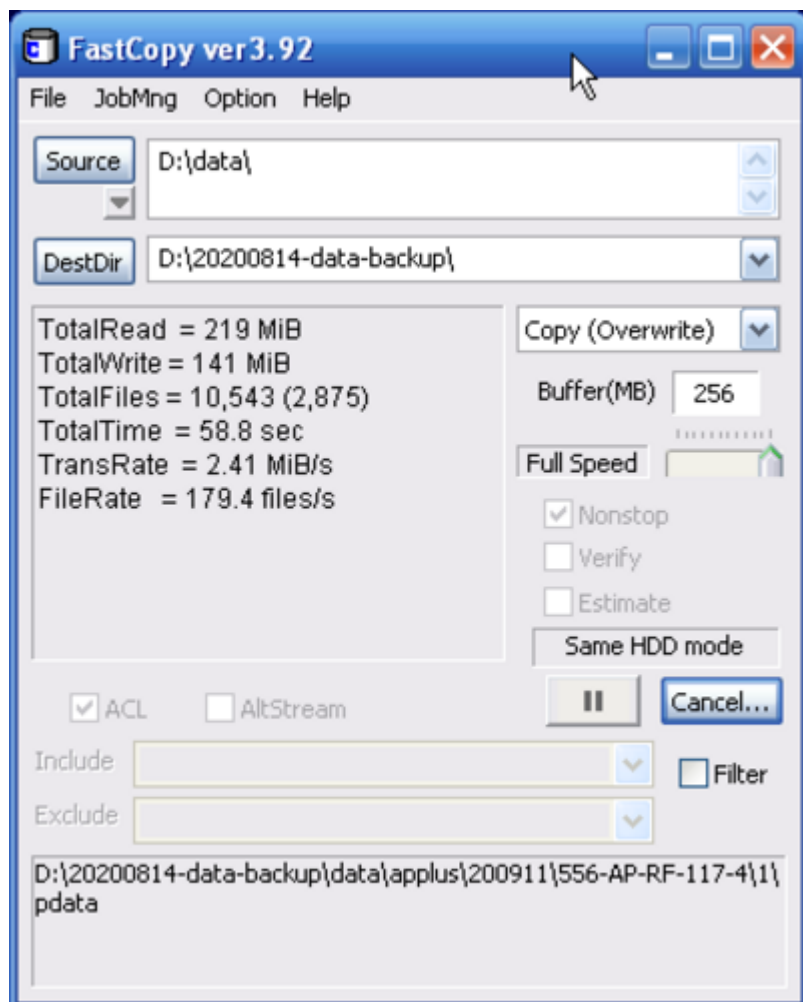 FastCopy ver3.92
File JobMng Option Help
Source D:\data\
DestDir D:\20200814-data-backup\
TotalRead = 219 MiB
TotalWrite = 141 MiB
TotalFiles = 10,543 (2,875)
TotalTime = 58.8 sec
TransRate = 2.41 MiB/s
FileRate = 179.4 files/s
Copy (Overwrite)
Buffer(MB) 256
Full Speed
Nonstop
Verify
Estimate
Same HDD mode
ACL AltStream
Cancel...
Include
Filter
Exclude
D:\20200814-data-backup\data\applus\200911\556-AP-RF-117-4\1\
pdata